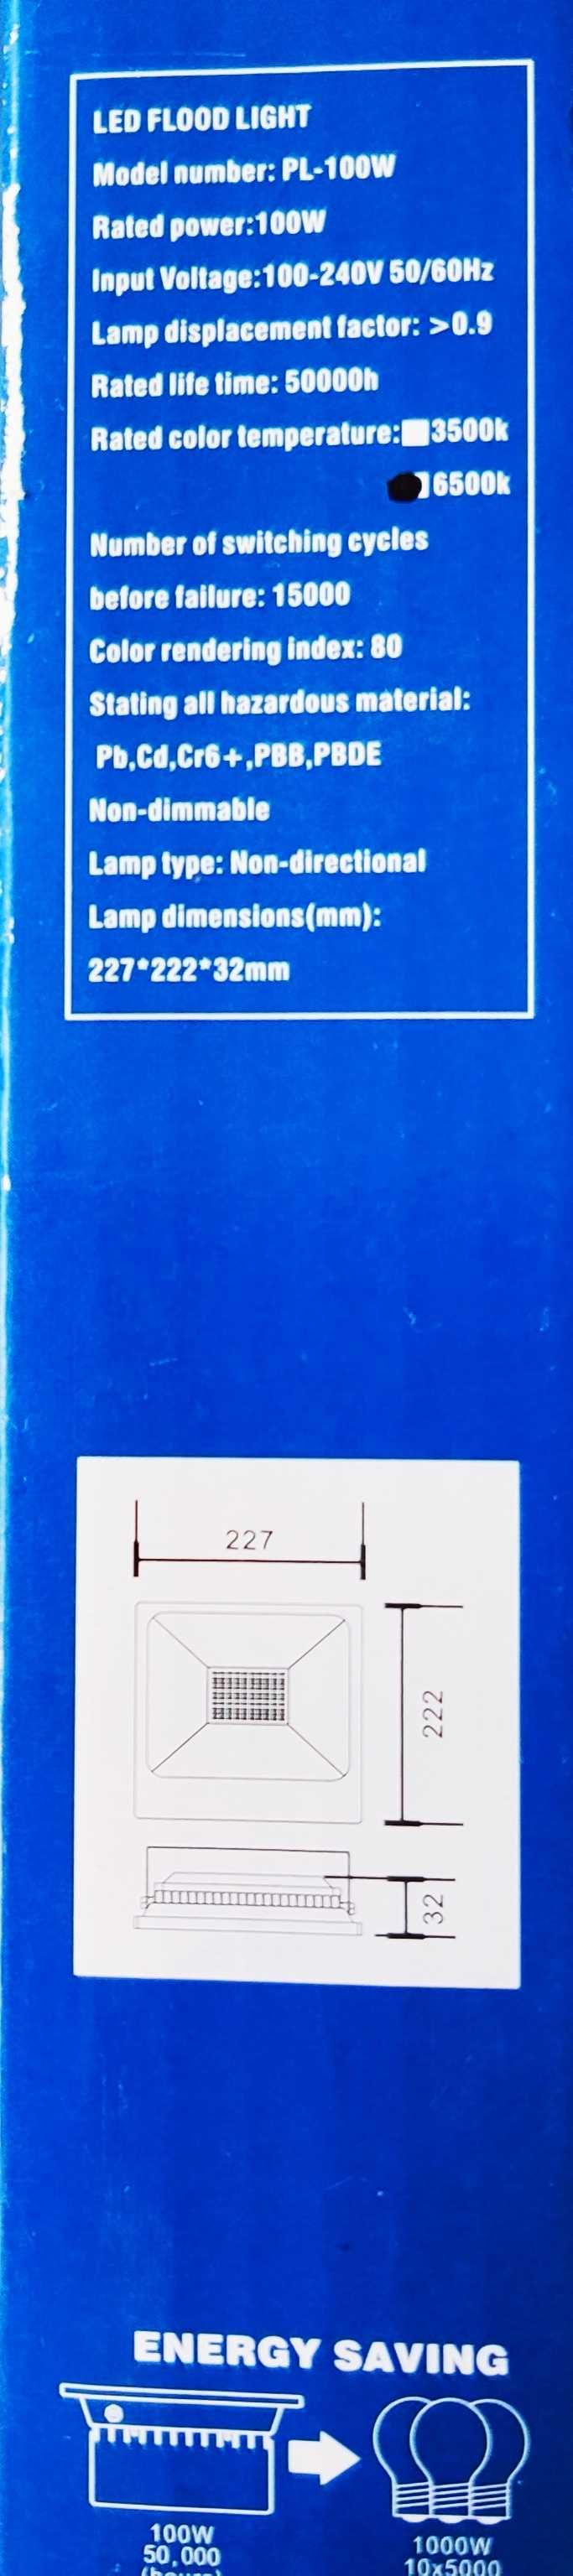 LED FLOOD LIGHT
Model number: PL-100W
Rated power:100W
Input Voltage:100-240V 50/60Hz
Lamp displacement factor: >0.9
Rated life time: 50000h
Rated color temperature: 3500k
6500k
Number of switching cycles
before failure: 15000
Color rendering index: 80
Stating all hazardous material:
Pb,Cd,Cr6+,PBB,PBDE
Non-dimmable
Lamp type: Non-directional
Lamp dimensions(mm):
227*222*32mm
227
222
32
ENERGY SAVING
100W
50,000
(hours)
1000W
10x5000